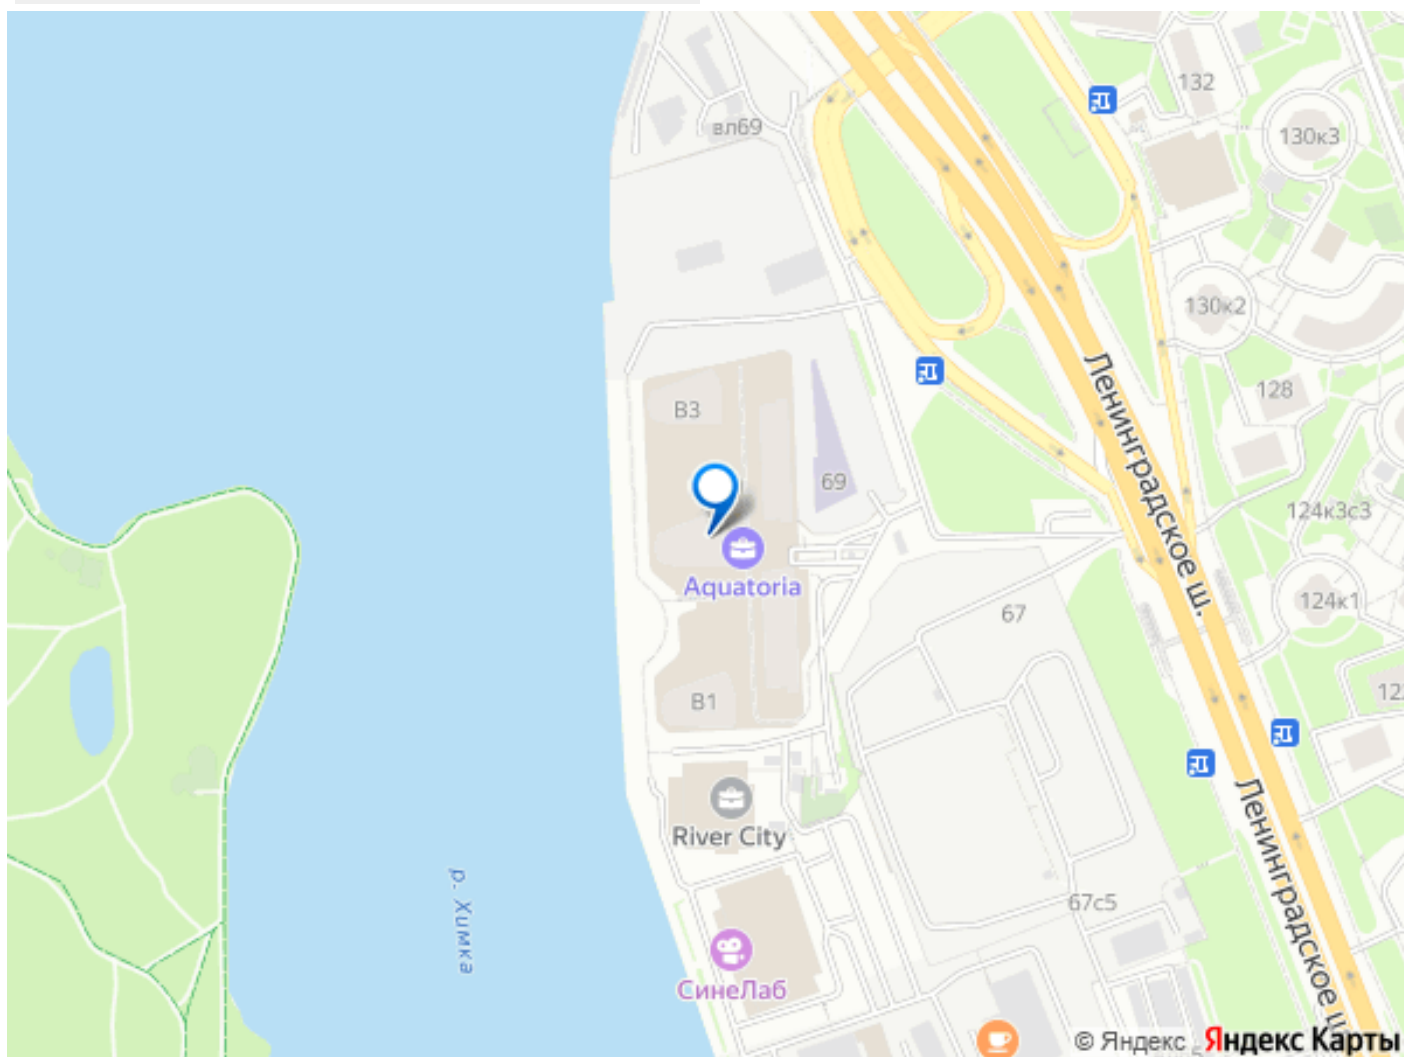 132
вл69
130к3
130к2
Ленинградское ш.
128
В3
69
124к3с3
Aquatoria
124к1
67
В1
River City
Ленинградское ш
67с5
р. Химка
СинеЛаб
© Яндекс Яндекс Карты